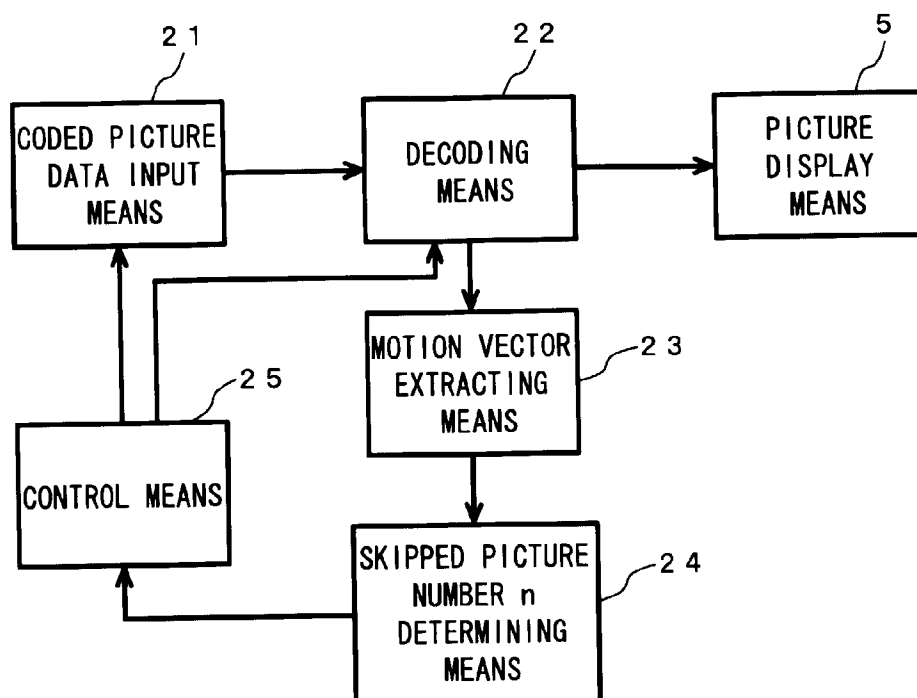 21
22
5
CODED PICTURE
DATA INPUT
MEANS
DECODING
MEANS
PICTURE
DISPLAY
MEANS
MOTION VECTOR
EXTRACTING
MEANS
23
25
CONTROL MEANS
SKIPPED PICTURE
NUMBER n
DETERMINING
MEANS
24